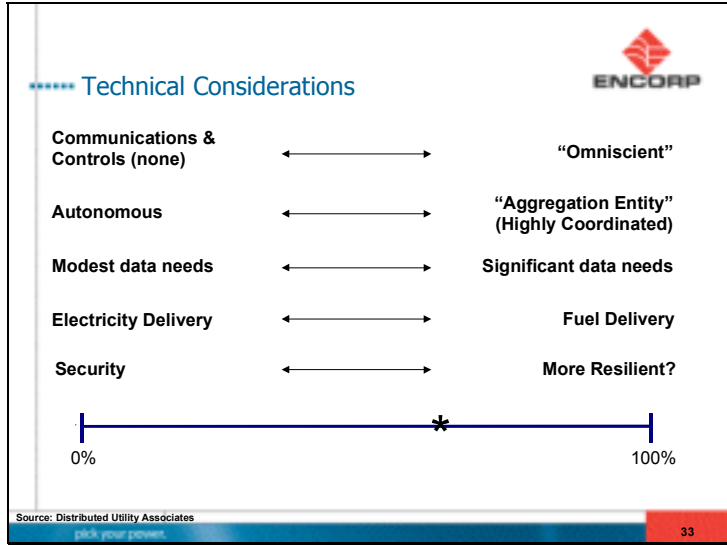 ENCORP
Technical Considerations
Communications &
Controls (none)
“Omniscient”
Autonomous
“Aggregation Entity”
(Highly Coordinated)
Modest data needs
Significant data needs
Electricity Delivery
Fuel Delivery
Security
More Resilient?
*
0%
100%
Source: Distributed Utility Associates
pick your power.
33